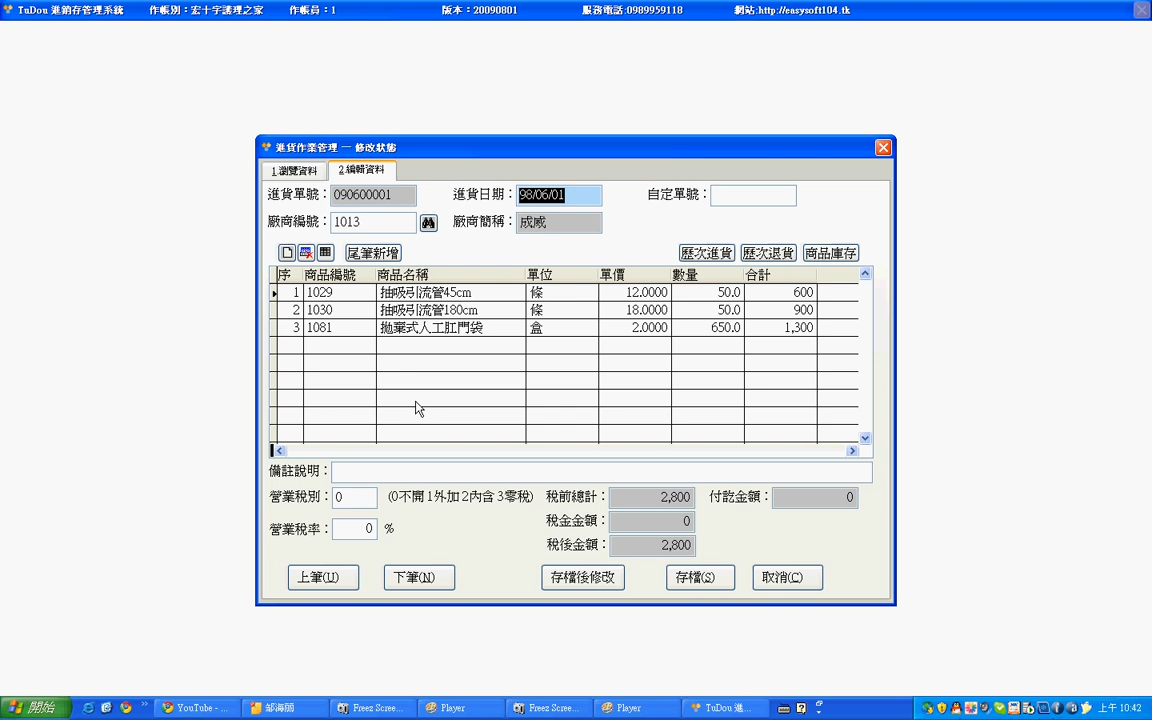 TuDou 進銷存管理系統 作帳別：宏十字護理之家 作帳員：1 版本：20090801 服務電話:0989959118 網站:http://easysoft104.tk
進貨作業管理 — 修改狀態
1.瀏覽資料 2.編輯資料
進貨單號： 090600001 進貨日期： 98/06/01 自定單號：
廠商編號： 1013 廠商簡稱： 成威
尾筆新增 歷次進貨 歷次退貨 商品庫存
序 商品編號 商品名稱 單位 單價 數量 合計
1 1029 抽吸引流管45cm 條 12.0000 50.0 600
2 1030 抽吸引流管180cm 條 18.0000 50.0 900
3 1081 拋棄式人工肛門袋 盒 2.0000 650.0 1,300
備註說明：
營業稅別： 0 (0不開 1外加 2內含 3零稅) 稅前總計： 2,800 付訖金額： 0
稅金金額： 0
營業稅率： 0 %
稅後金額： 2,800
上筆(U) 下筆(N) 存檔後修改 存檔(S) 取消(C)
開始 YouTube - ... Freez Scree... Player Freez Scree... Player TuDou 進... 上午 10:42